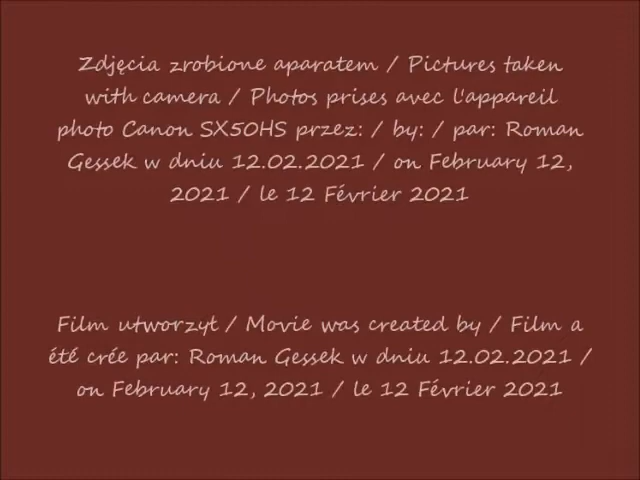 Zdjęcia zrobione aparatem / Pictures taken
with camera / Photos prises avec l'appareil
photo Canon SX50HS przez: / by: / par: Roman
Gessek w dniu 12.02.2021 / on February 12,
2021 / le 12 Février 2021
Film utworzył / Movie was created by / Film a
été crée par: Roman Gessek w dniu 12.02.2021 /
on February 12, 2021 / le 12 Février 2021